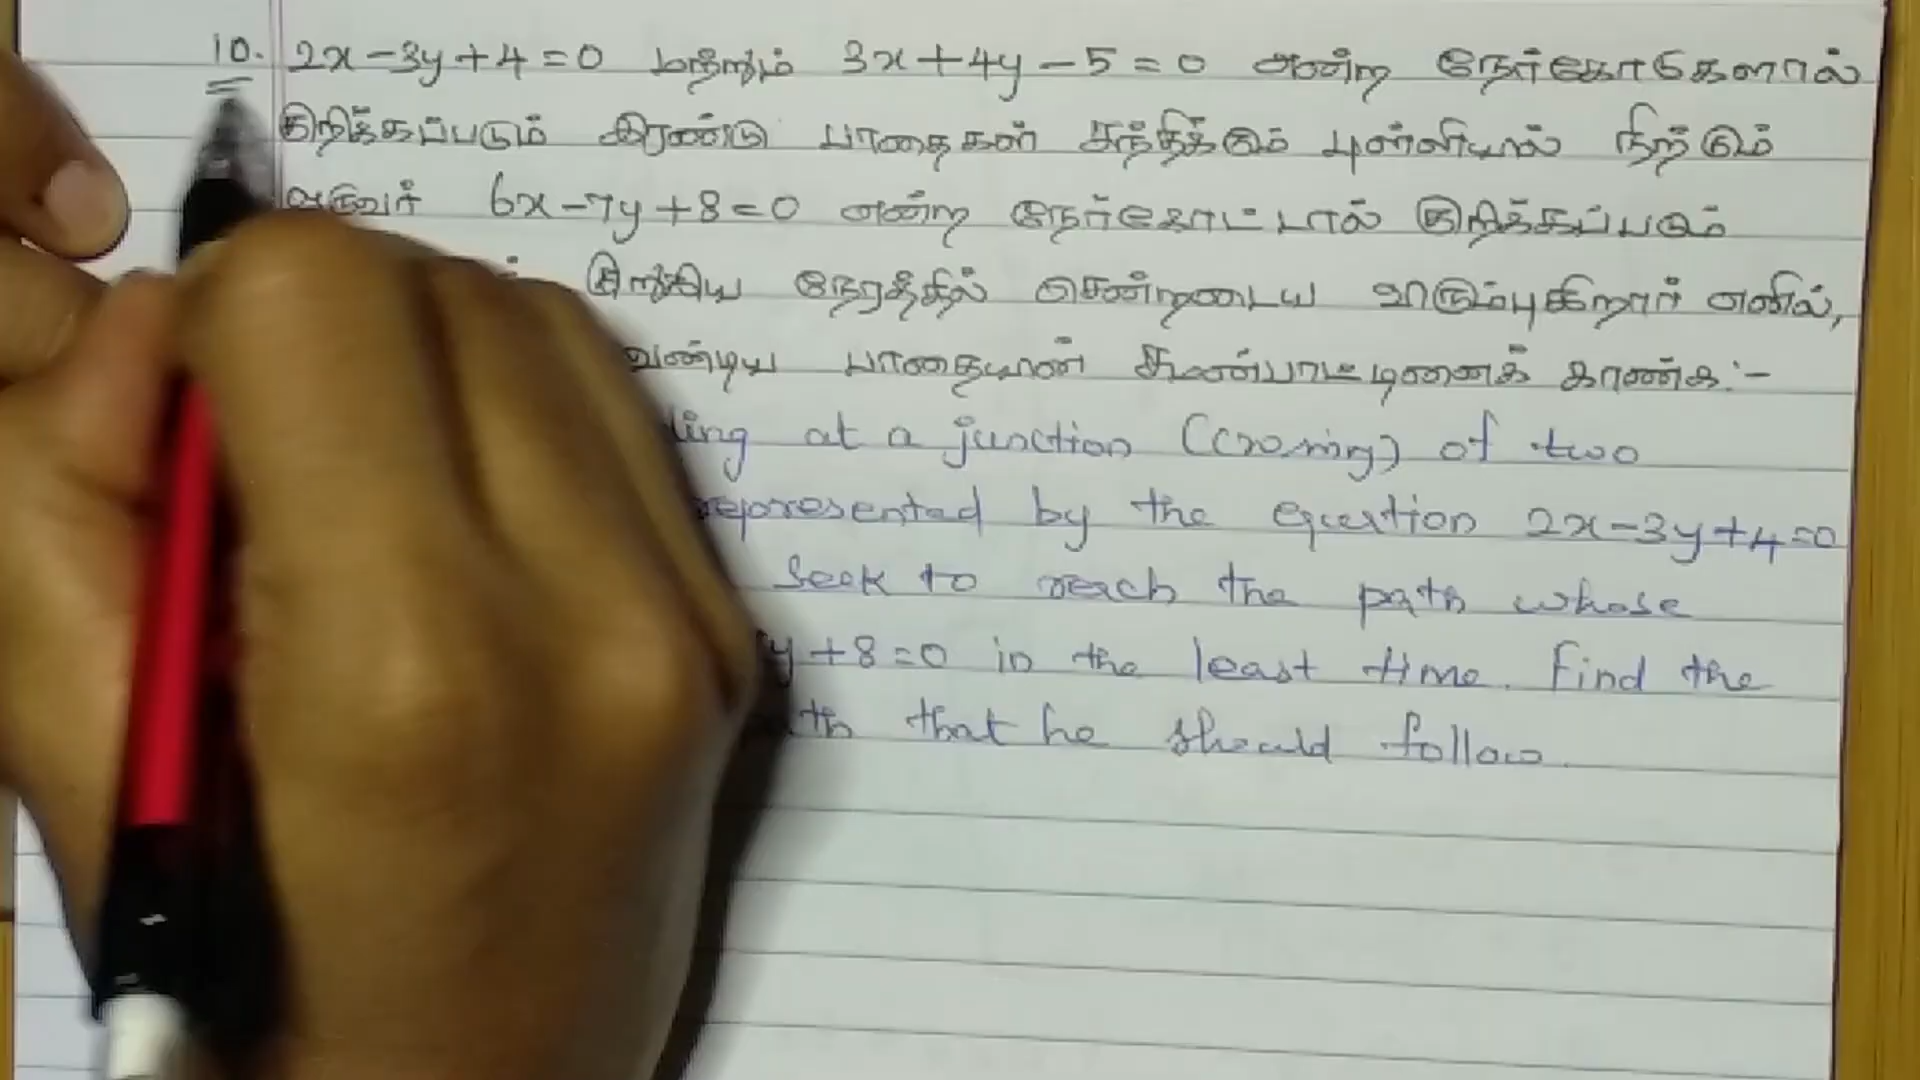 10. 2x-3y+4=0 மற்றும் 3x+4y-5=0 என்ற நேர்கோடுகளால்
குறிக்கப்படும் இரண்டு பாதைகள் சந்திக்கும் புள்ளியில் நிற்கும்
ஒருவர் 6x-7y+8=0 என்ற நேர்கோட்டால் குறிக்கப்படும்
குறுகிய நேரத்தில் சென்றடைய விரும்புகிறார் எனில்,
பாதையின் சமன்பாட்டினைக் காண்க:-
at a junction (crossing) of two
represented by the equation 2x-3y+4=0
seek to reach the path whose
y+8=0 in the least time. Find the
that he should follow.